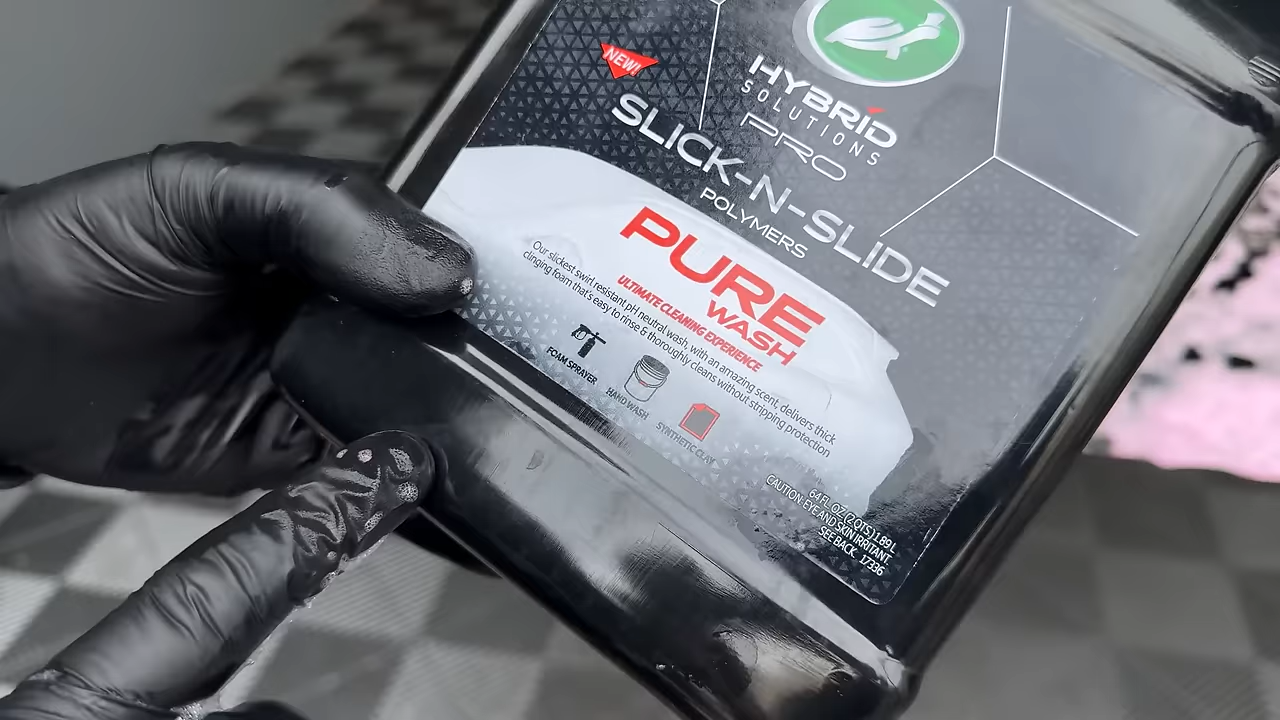 NEW!
HYBRID
SOLUTIONS
PRO
SLICK-N-SLIDE
POLYMERS
PURE
WASH
ULTIMATE CLEANING EXPERIENCE
Our slickest swirl resistant pH neutral wash, with an amazing scent, delivers thick
clinging foam that's easy to rinse & thoroughly cleans without stripping protection
FOAM SPRAYER
HAND WASH
SYNTHETIC CLAY
64 FL. OZ (2 QTS) 1.89L
CAUTION: EYE AND SKIN IRRITANT.
SEE BACK. 17336